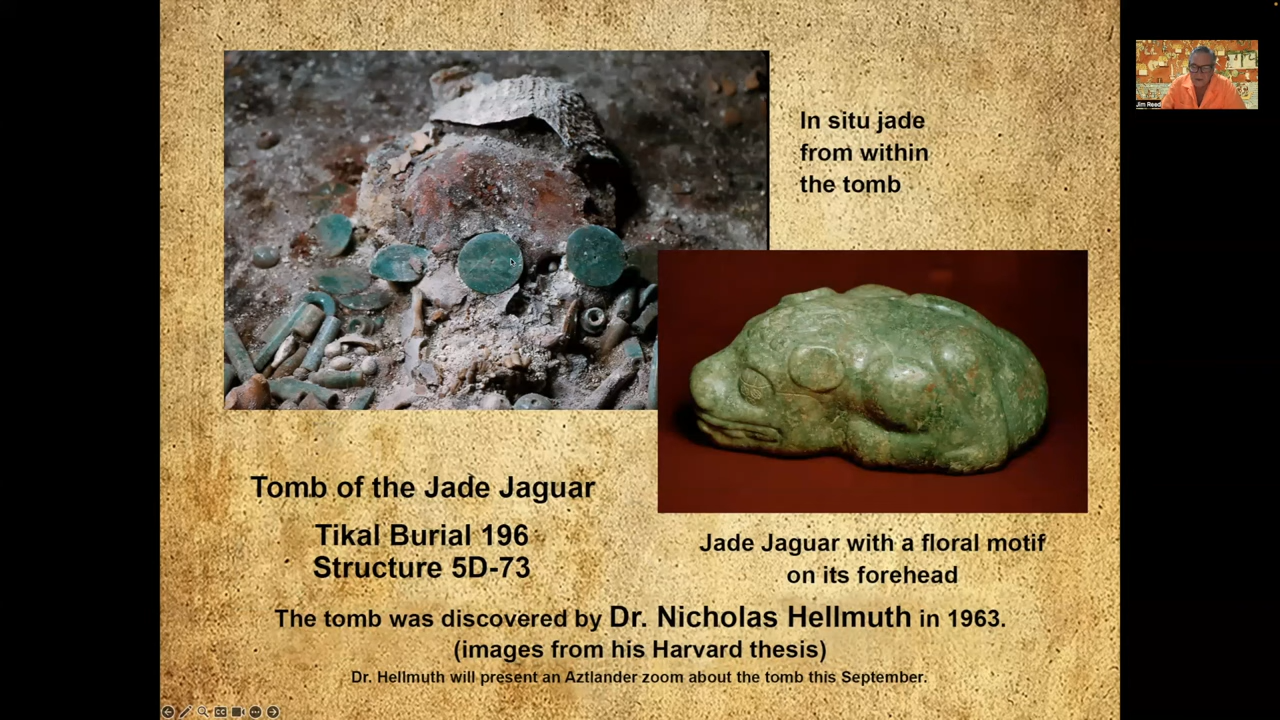 In situ jade
from within
the tomb
Jim Reed
Tomb of the Jade Jaguar
Tikal Burial 196
Structure 5D-73
Jade Jaguar with a floral motif
on its forehead
The tomb was discovered by Dr. Nicholas Hellmuth in 1963.
(images from his Harvard thesis)
Dr. Hellmuth will present an Aztlander zoom about the tomb this September.
CC